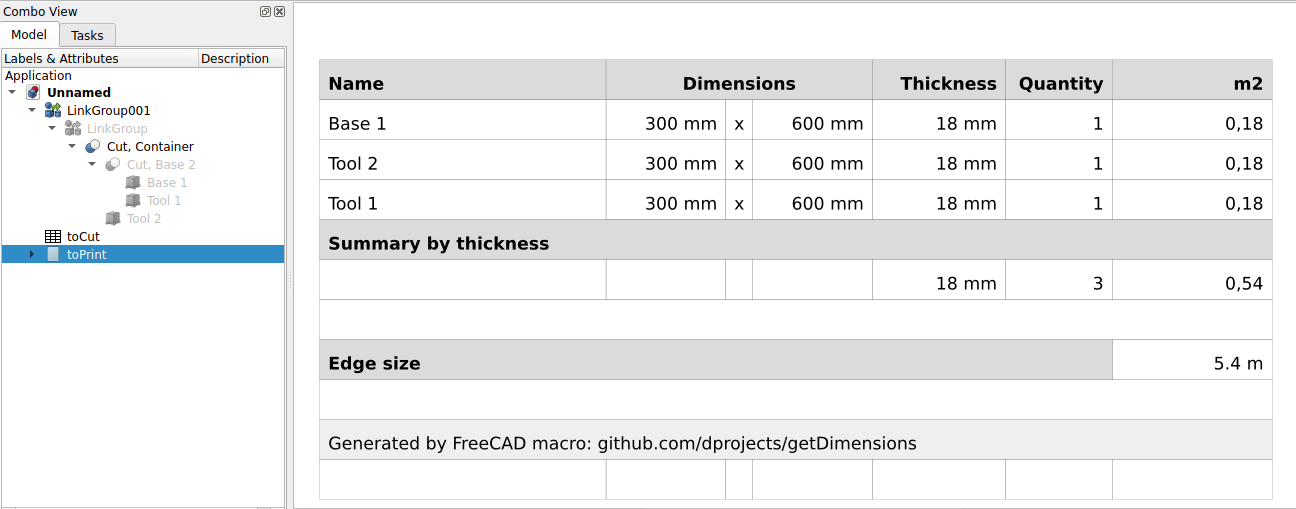 Combo View
Model Tasks
Labels & Attributes Description
Application
Unnamed
LinkGroup001
LinkGroup
Cut, Container
Cut, Base 2
Base 1
Tool 1
Tool 2
toCut
toPrint
Name Dimensions Thickness Quantity m2
Base 1 300 mm x 600 mm 18 mm 1 0,18
Tool 2 300 mm x 600 mm 18 mm 1 0,18
Tool 1 300 mm x 600 mm 18 mm 1 0,18
Summary by thickness
18 mm 3 0,54
Edge size 5.4 m
Generated by FreeCAD macro: github.com/dprojects/getDimensions